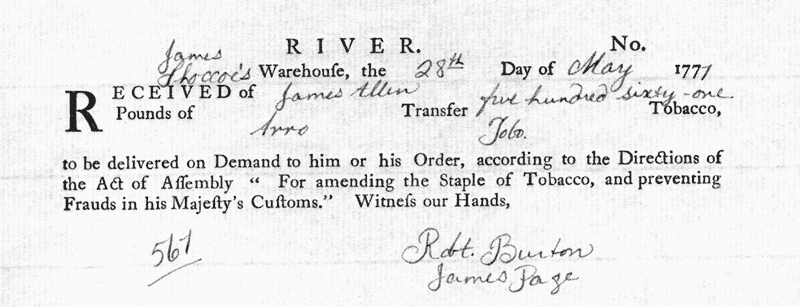 James RIVER. No.
Shoccoe's Warehouſe, the 28th Day of May 1771
RECEIVED of James Allen
Pounds of Arro Transfer five hundred sixty-one Tobacco,
Tobo.
to be delivered on Demand to him or his Order, according to the Directions of
the Act of Aſſembly “ For amending the Staple of Tobacco, and preventing
Frauds in his Majeſty's Cuſtoms.” Witneſs our Hands,
561
Robt. Burton
James Page